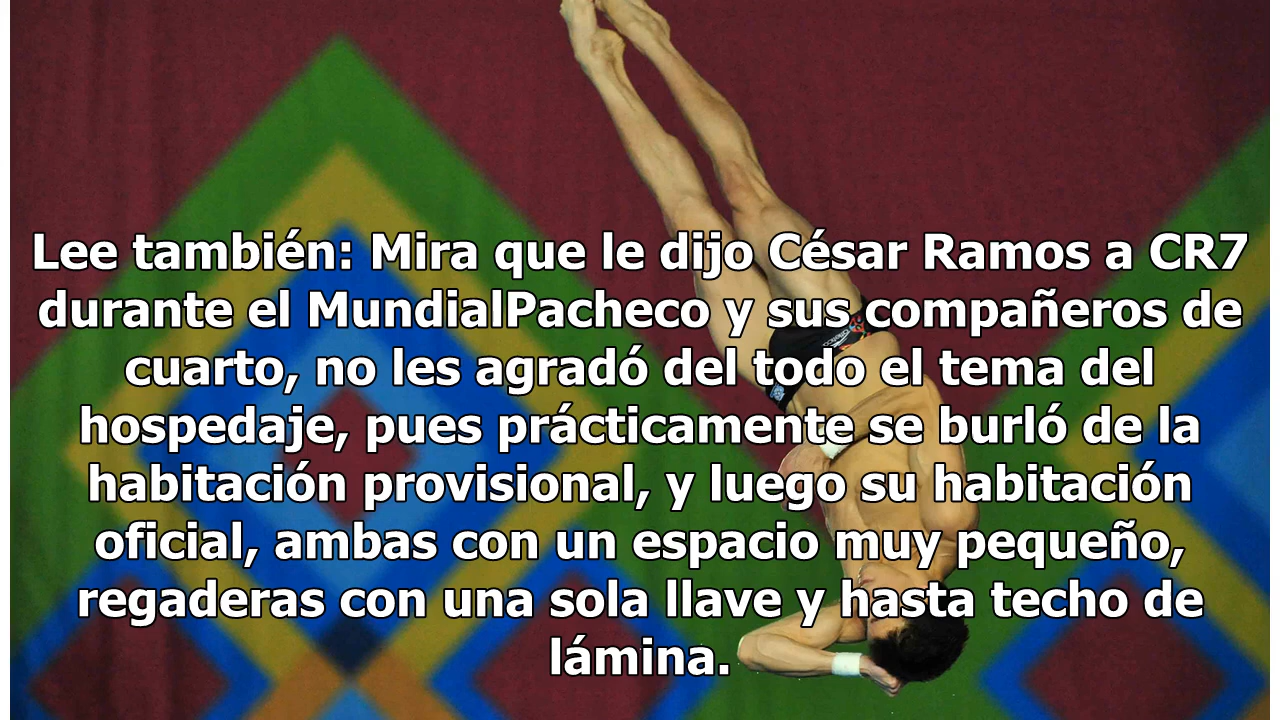 Lee también: Mira que le dijo César Ramos a CR7
durante el MundialPacheco y sus compañeros de
cuarto, no les agradó del todo el tema del
hospedaje, pues prácticamente se burló de la
habitación provisional, y luego su habitación
oficial, ambas con un espacio muy pequeño,
regaderas con una sola llave y hasta techo de
lámina.